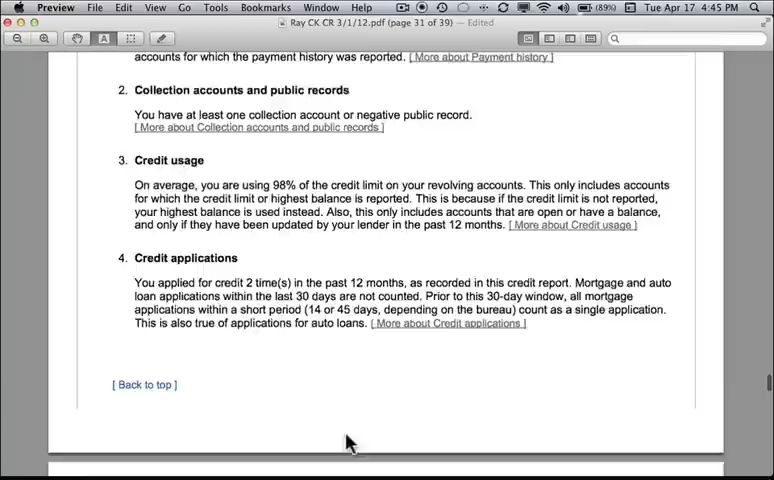 Preview File Edit View Go Tools Bookmarks Window Help (89%) Tue Apr 17 4:45 PM
Ray CK CR 3/1/12.pdf (page 31 of 39) — Edited
accounts for which the payment history was reported. [ More about Payment history ]
2. Collection accounts and public records
You have at least one collection account or negative public record.
[ More about Collection accounts and public records ]
3. Credit usage
On average, you are using 98% of the credit limit on your revolving accounts. This only includes accounts
for which the credit limit or highest balance is reported. This is because if the credit limit is not reported,
your highest balance is used instead. Also, this only includes accounts that are open or have a balance,
and only if they have been updated by your lender in the past 12 months. [ More about Credit usage ]
4. Credit applications
You applied for credit 2 time(s) in the past 12 months, as recorded in this credit report. Mortgage and auto
loan applications within the last 30 days are not counted. Prior to this 30-day window, all mortgage
applications within a short period (14 or 45 days, depending on the bureau) count as a single application.
This is also true of applications for auto loans. [ More about Credit applications ]
[ Back to top ]